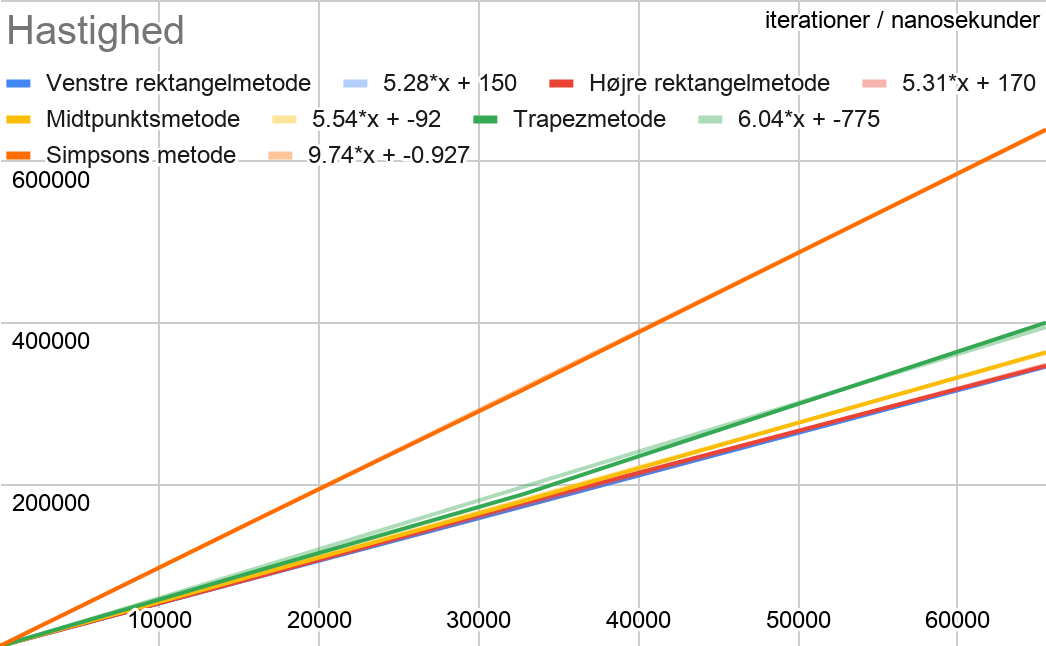 Hastighed
iterationer / nanosekunder
Venstre rektangelmetode 5.28*x + 150 Højre rektangelmetode 5.31*x + 170
Midtpunktsmetode 5.54*x + -92 Trapezmetode 6.04*x + -775
Simpsons metode 9.74*x + -0.927
600000
400000
200000
10000 20000 30000 40000 50000 60000